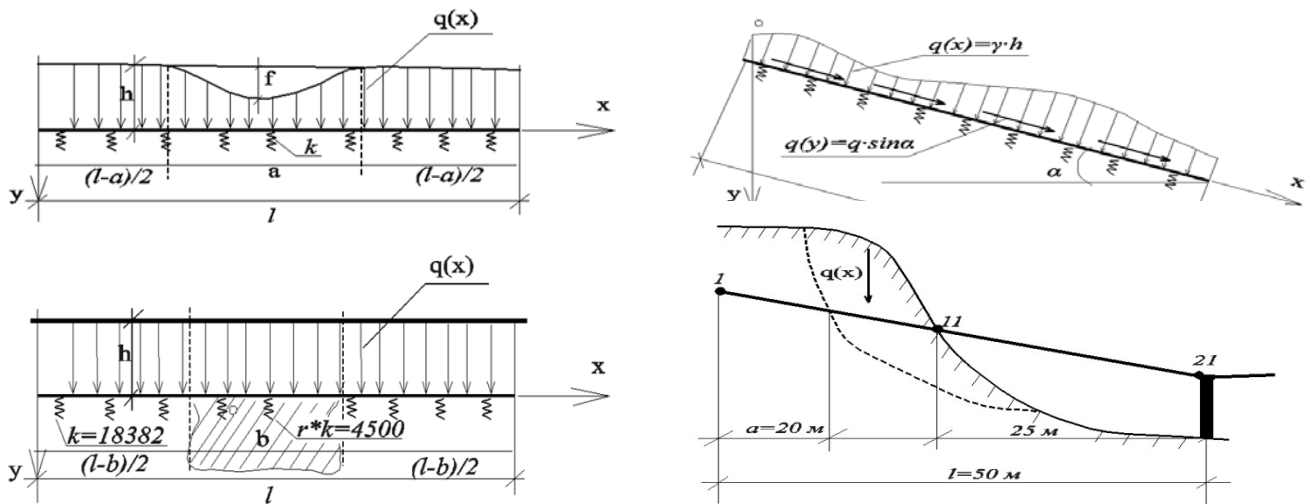 q(x)
f
h
x
k
(l-a)/2 a (l-a)/2
y
l
o
q(x)=γ·h
q(y)=q·sinα
α
x
y
q(x)
h
x
k=18382
r*k=4500
b
(l-b)/2 (l-b)/2
y
l
q(x)
1
11
21
a=20 м
25 м
l=50 м